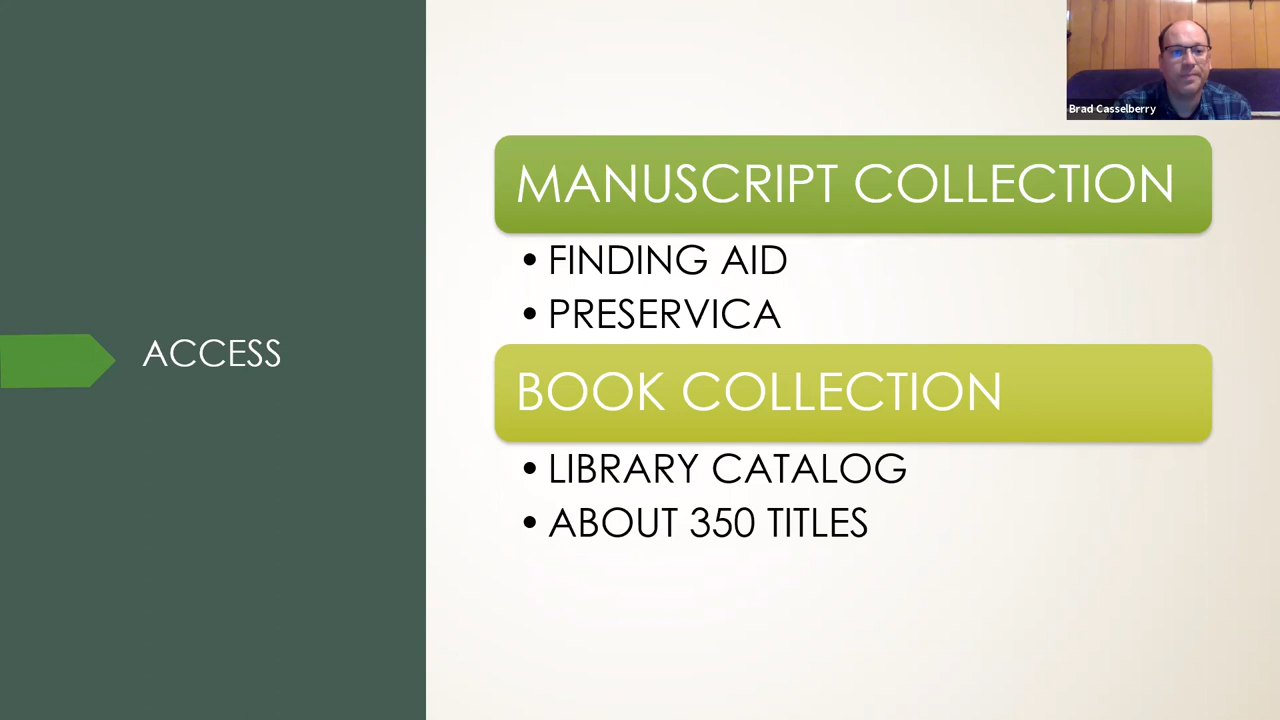 Brad Casselberry
MANUSCRIPT COLLECTION
• FINDING AID
• PRESERVICA
ACCESS
BOOK COLLECTION
• LIBRARY CATALOG
• ABOUT 350 TITLES